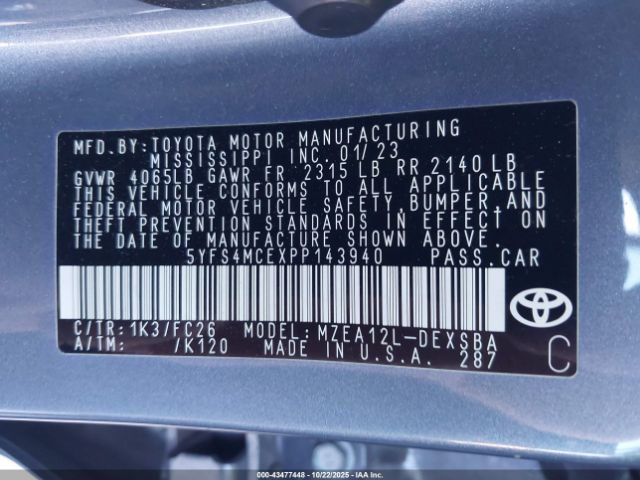 MFD.BY:TOYOTA MOTOR MANUFACTURING
MISSISSIPPI INC. 01/23
GVWR 4065LB GAWR FR 2315 LB RR 2140LB
THIS VEHICLE CONFORMS TO ALL APPLICABLE
FEDERAL MOTOR VEHICLE SAFETY, BUMPER, AND
THEFT PREVENTION STANDARDS IN EFFECT ON
THE DATE OF MANUFACTURE SHOWN ABOVE.
5YFS4MCEXPP143940 PASS.CAR
C/TR:1K3/FC26 MODEL:MZEA12L-DEXSBA
A/TM: /K120 MADE IN U.S.A. 287
C
000-43477448 - 10/22/2025 - IAA Inc.